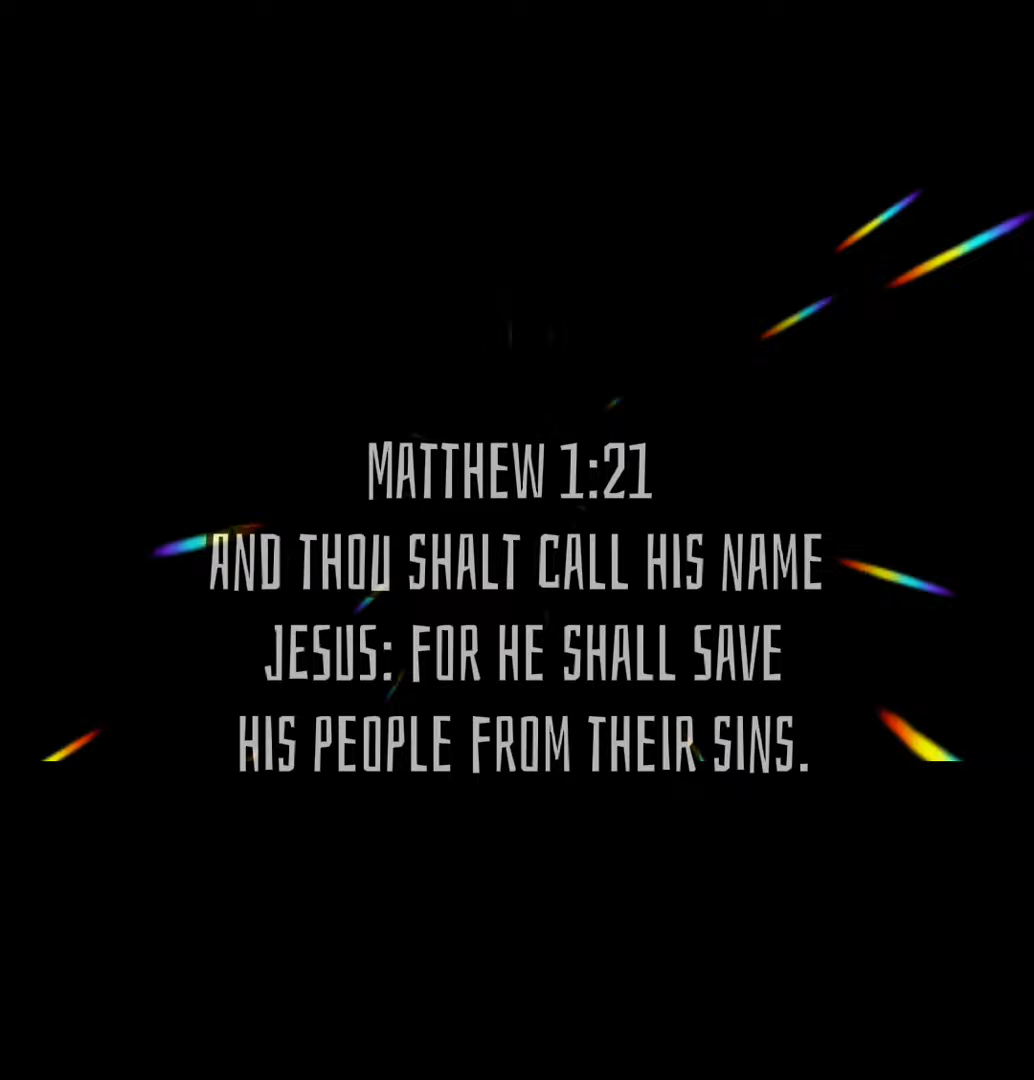 MATTHEW 1:21
AND THOU SHALT CALL HIS NAME
JESUS: FOR HE SHALL SAVE
HIS PEOPLE FROM THEIR SINS.